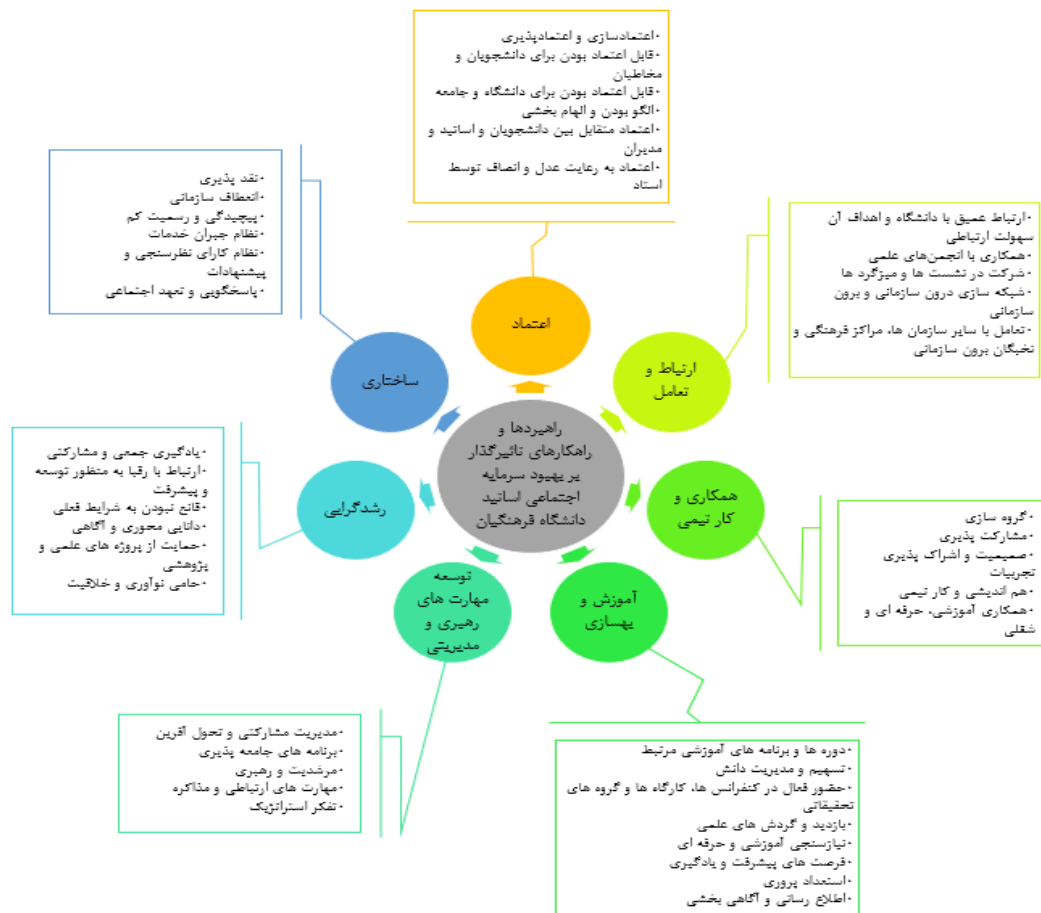 ·اعتمادسازی و اعتمادپذیری
·قابل اعتماد بودن برای دانشجویان و
مخاطبان
·قابل اعتماد بودن برای دانشگاه و جامعه
·الگو بودن و الهام بخشی
·اعتماد متقابل بین دانشجویان و اساتید و
مدیران
·اعتماد به رعایت عدل و انصاف توسط
استاد
اعتماد
·ارتباط عمیق با دانشگاه و اهداف آن
سهولت ارتباطی
·همکاری با انجمن‌های علمی
·شرکت در نشست ها و میزگرد ها
·شبکه سازی درون سازمانی و برون
سازمانی
·تعامل با سایر سازمان ها، مراکز فرهنگی و
نخبگان برون سازمانی
ارتباط و
تعامل
·گروه سازی
·مشارکت پذیری
·صمیمیت و اشراک پذیری
تجربیات
·هم اندیشی و کار تیمی
·همکاری آموزشی، حرفه ای و
شغلی
همکاری و
کار تیمی
·دوره ها و برنامه های آموزشی مرتبط
·تسهیم و مدیریت دانش
·حضور فعال در کنفرانس ها، کارگاه ها و گروه های
تحقیقاتی
·بازدید و گردش های علمی
·نیازسنجی آموزشی و حرفه ای
·فرصت های پیشرفت و یادگیری
·استعداد پروری
·اطلاع رسانی و آگاهی بخشی
آموزش و
بهسازی
·مدیریت مشارکتی و تحول آفرین
·برنامه های جامعه پذیری
·مرشدیت و رهبری
·مهارت های ارتباطی و مذاکره
·تفکر استراتژیک
توسعه
مهارت های
رهبری و
مدیریتی
·یادگیری جمعی و مشارکتی
·ارتباط با رقبا به منظور توسعه
و پیشرفت
·قانع نبودن به شرایط فعلی
·دانایی محوری و آگاهی
·حمایت از پروژه های علمی و
پژوهشی
·حامی نوآوری و خلاقیت
رشدگرایی
·نقد پذیری
·انعطاف سازمانی
·پیچیدگی و رسمیت کم
·نظام جبران خدمات
·نظام کارای نظرسنجی و
پیشنهادات
·پاسخگویی و تعهد اجتماعی
ساختاری
راهبردها و
راهکارهای تاثیرگذار
بر بهبود سرمایه
اجتماعی اساتید
دانشگاه فرهنگیان